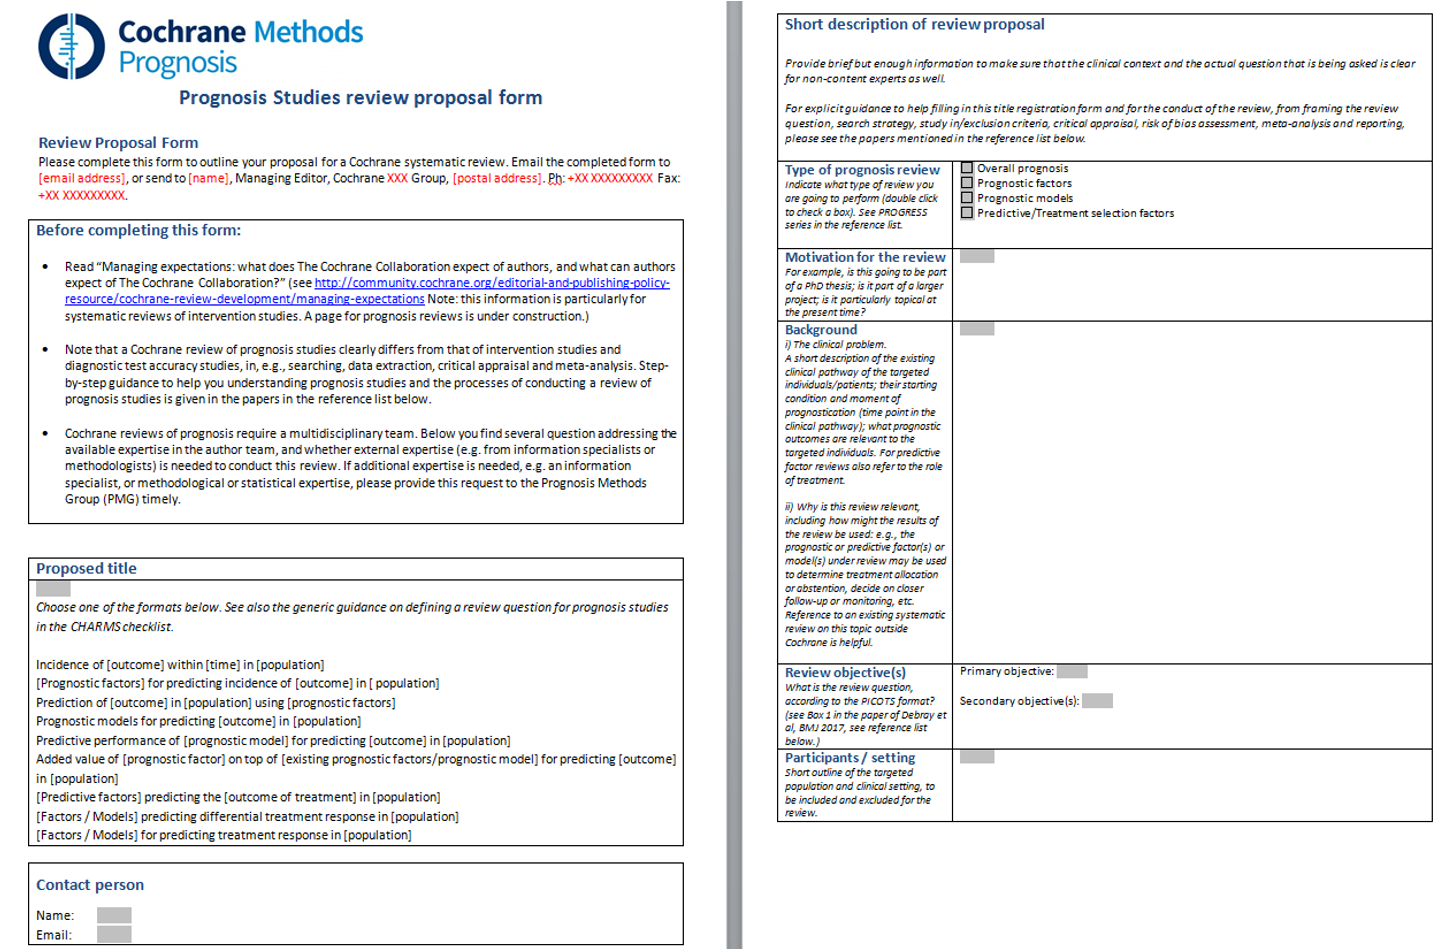 Cochrane Methods
Prognosis
Prognosis Studies review proposal form
Review Proposal Form
Please complete this form to outline your proposal for a Cochrane systematic review. Email the completed form to
[email address], or send to [name], Managing Editor, Cochrane XXX Group, [postal address]. Ph: +XX XXXXXXXXX Fax:
+XX XXXXXXXXX.
Before completing this form:
• Read “Managing expectations: what does The Cochrane Collaboration expect of authors, and what can authors
expect of The Cochrane Collaboration?” (see http://community.cochrane.org/editorial-and-publishing-policy-
resource/cochrane-review-development/managing-expectations Note: this information is particularly for
systematic reviews of intervention studies. A page for prognosis reviews is under construction.)
• Note that a Cochrane review of prognosis studies clearly differs from that of intervention studies and
diagnostic test accuracy studies, in, e.g., searching, data extraction, critical appraisal and meta-analysis. Step-
by-step guidance to help you understanding prognosis studies and the processes of conducting a review of
prognosis studies is given in the papers in the reference list below.
• Cochrane reviews of prognosis require a multidisciplinary team. Below you find several question addressing the
available expertise in the author team, and whether external expertise (e.g. from information specialists or
methodologists) is needed to conduct this review. If additional expertise is needed, e.g. an information
specialist, or methodological or statistical expertise, please provide this request to the Prognosis Methods
Group (PMG) timely.
Proposed title
Choose one of the formats below. See also the generic guidance on defining a review question for prognosis studies
in the CHARMS checklist.
Incidence of [outcome] within [time] in [population]
[Prognostic factors] for predicting incidence of [outcome] in [ population]
Prediction of [outcome] in [population] using [prognostic factors]
Prognostic models for predicting [outcome] in [population]
Predictive performance of [prognostic model] for predicting [outcome] in [population]
Added value of [prognostic factor] on top of [existing prognostic factors/prognostic model] for predicting [outcome]
in [population]
[Predictive factors] predicting the [outcome of treatment] in [population]
[Factors / Models] predicting differential treatment response in [population]
[Factors / Models] for predicting treatment response in [population]
Contact person
Name:
Email:
Short description of review proposal
Provide brief but enough information to make sure that the clinical context and the actual question that is being asked is clear
for non-content experts as well.
For explicit guidance to help filling in this title registration form and for the conduct of the review, from framing the review
question, search strategy, study in/exclusion criteria, critical appraisal, risk of bias assessment, meta-analysis and reporting,
please see the papers mentioned in the reference list below.
Type of prognosis review
Indicate what type of review you
are going to perform (double click
to check a box). See PROGRESS
series in the reference list.
Overall prognosis
Prognostic factors
Prognostic models
Predictive/Treatment selection factors
Motivation for the review
For example, is this going to be part
of a PhD thesis; is it part of a larger
project; is it particularly topical at
the present time?
Background
i) The clinical problem.
A short description of the existing
clinical pathway of the targeted
individuals/patients; their starting
condition and moment of
prognostication (time point in the
clinical pathway); what prognostic
outcomes are relevant to the
targeted individuals. For predictive
factor reviews also refer to the role
of treatment.
ii) Why is this review relevant,
including how might the results of
the review be used: e.g., the
prognostic or predictive factor(s) or
model(s) under review may be used
to determine treatment allocation
or abstention, decide on closer
follow-up or monitoring, etc.
Reference to an existing systematic
review on this topic outside
Cochrane is helpful.
Review objective(s)
What is the review question,
according to the PICOTS format?
(see Box 1 in the paper of Debray et
al, BMJ 2017, see reference list
below.)
Primary objective:
Secondary objective(s):
Participants / setting
Short outline of the targeted
population and clinical setting, to
be included and excluded for the
review.